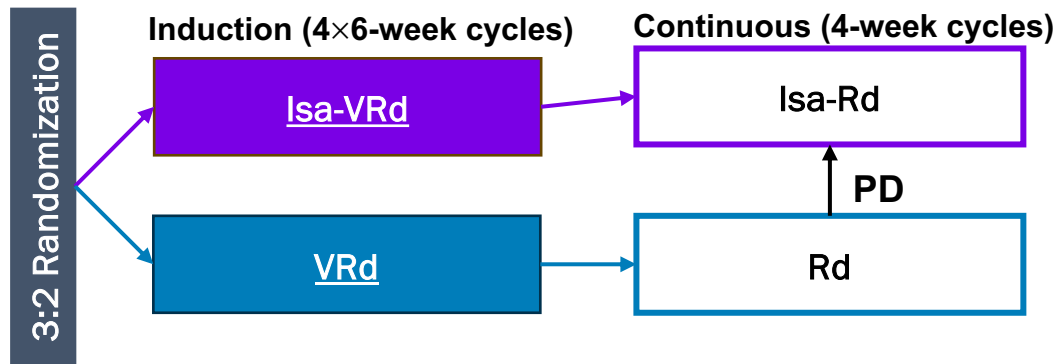 3:2 Randomization
Induction (4×6-week cycles)
Continuous (4-week cycles)
Isa-VRd
Isa-Rd
PD
VRd
Rd